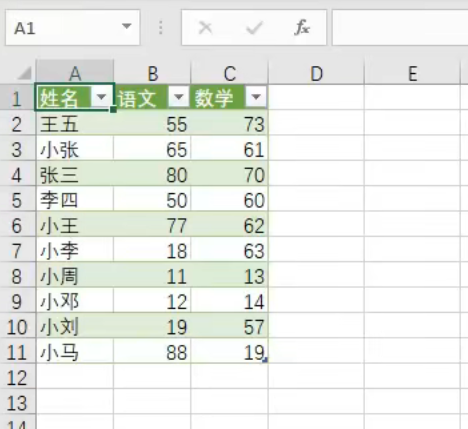 A1 fx
A B C D E
1 姓名 语文 数学
2 王五 55 73
3 小张 65 61
4 张三 80 70
5 李四 50 60
6 小王 77 62
7 小李 18 63
8 小周 11 13
9 小邓 12 14
10 小刘 19 57
11 小马 88 19
12
13
14